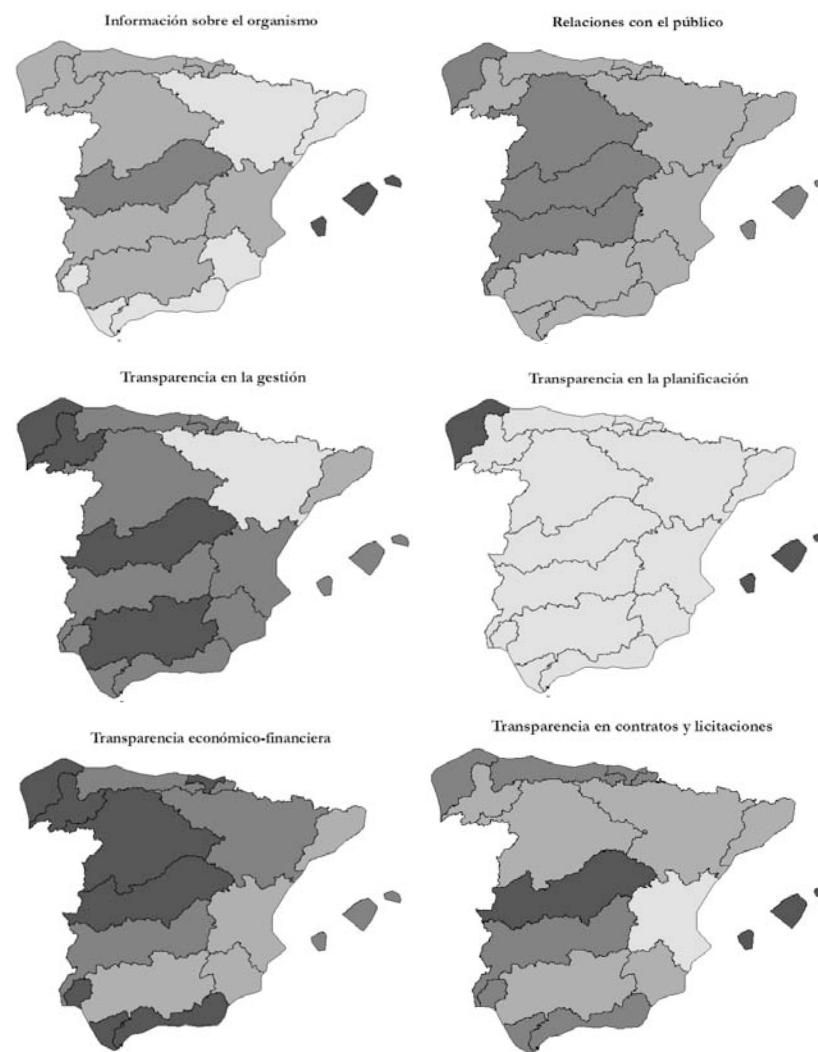 Información sobre el organismo
Relaciones con el público
Transparencia en la gestión
Transparencia en la planificación
Transparencia económico-financiera
Transparencia en contratos y licitaciones